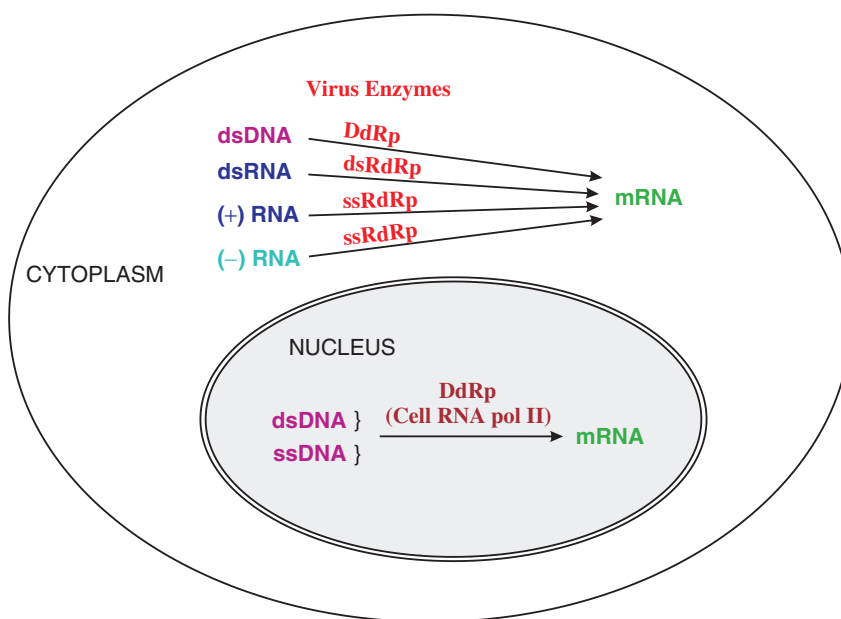 Virus Enzymes
dsDNA DdRp
dsRNA dsRdRp
(+) RNA ssRdRp
mRNA
(−) RNA ssRdRp
CYTOPLASM
NUCLEUS
DdRp
(Cell RNA pol II)
dsDNA }
mRNA
ssDNA }